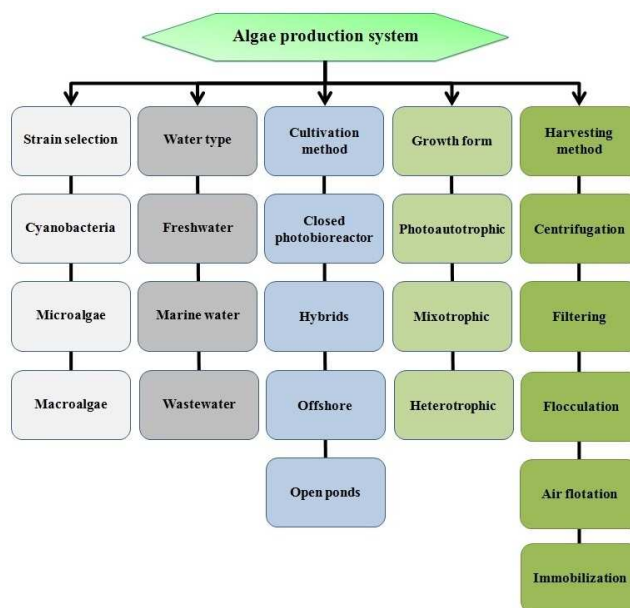 Algae production system
Strain selection
Cyanobacteria
Microalgae
Macroalgae
Water type
Freshwater
Marine water
Wastewater
Cultivation
method
Closed
photobioreactor
Hybrids
Offshore
Open ponds
Growth form
Photoautotrophic
Mixotrophic
Heterotrophic
Harvesting
method
Centrifugation
Filtering
Flocculation
Air flotation
Immobilization